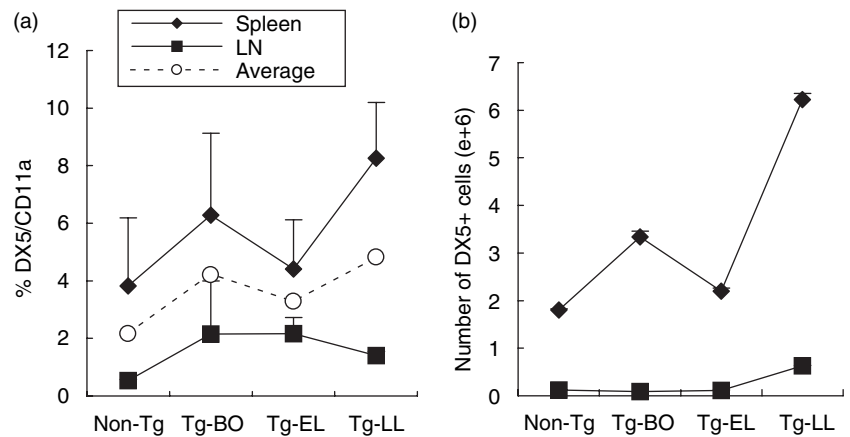 (a)
Spleen
LN
Average
% DX5/CD11a
12
10
8
6
4
2
0
Non-Tg Tg-BO Tg-EL Tg-LL
(b)
Number of DX5+ cells (e+6)
7
6
5
4
3
2
1
0
Non-Tg Tg-BO Tg-EL Tg-LL